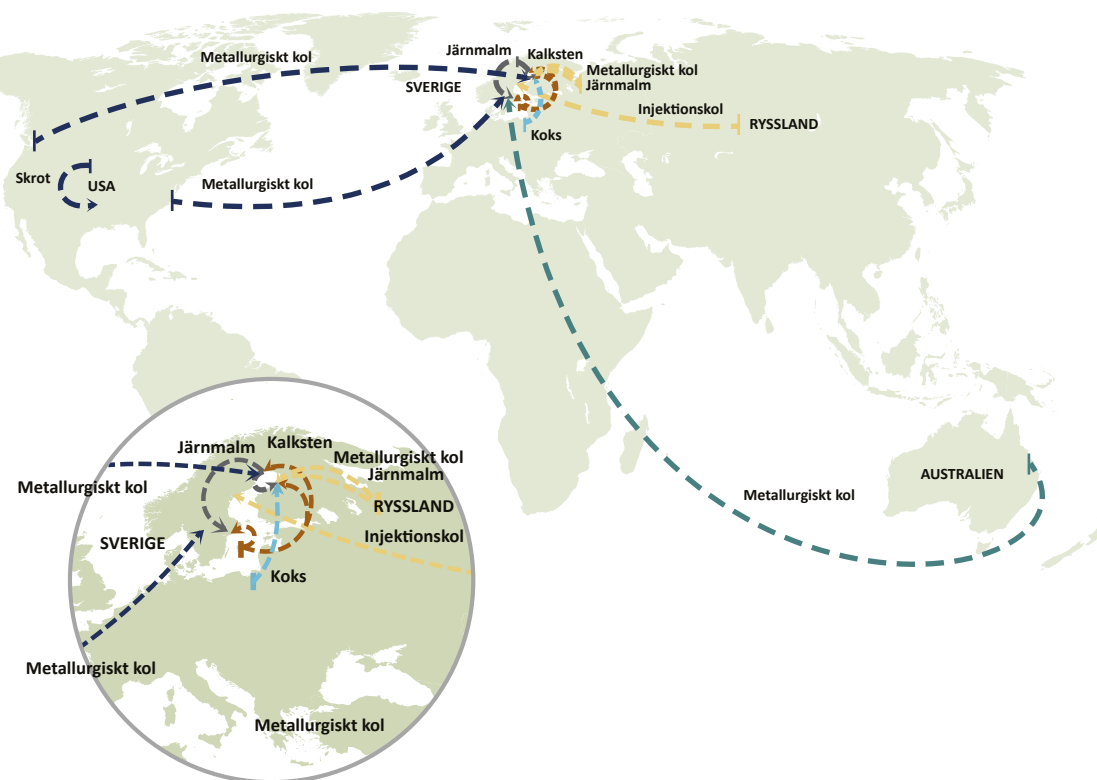 Järnmalm
Kalksten
Metallurgiskt kol
Metallurgiskt kol
Järnmalm
SVERIGE
Injektionskol
RYSSLAND
Koks
Skrot
USA
Metallurgiskt kol
AUSTRALIEN
Metallurgiskt kol
Järnmalm
Kalksten
Metallurgiskt kol
Järnmalm
Metallurgiskt kol
RYSSLAND
Injektionskol
SVERIGE
Koks
Metallurgiskt kol
Metallurgiskt kol